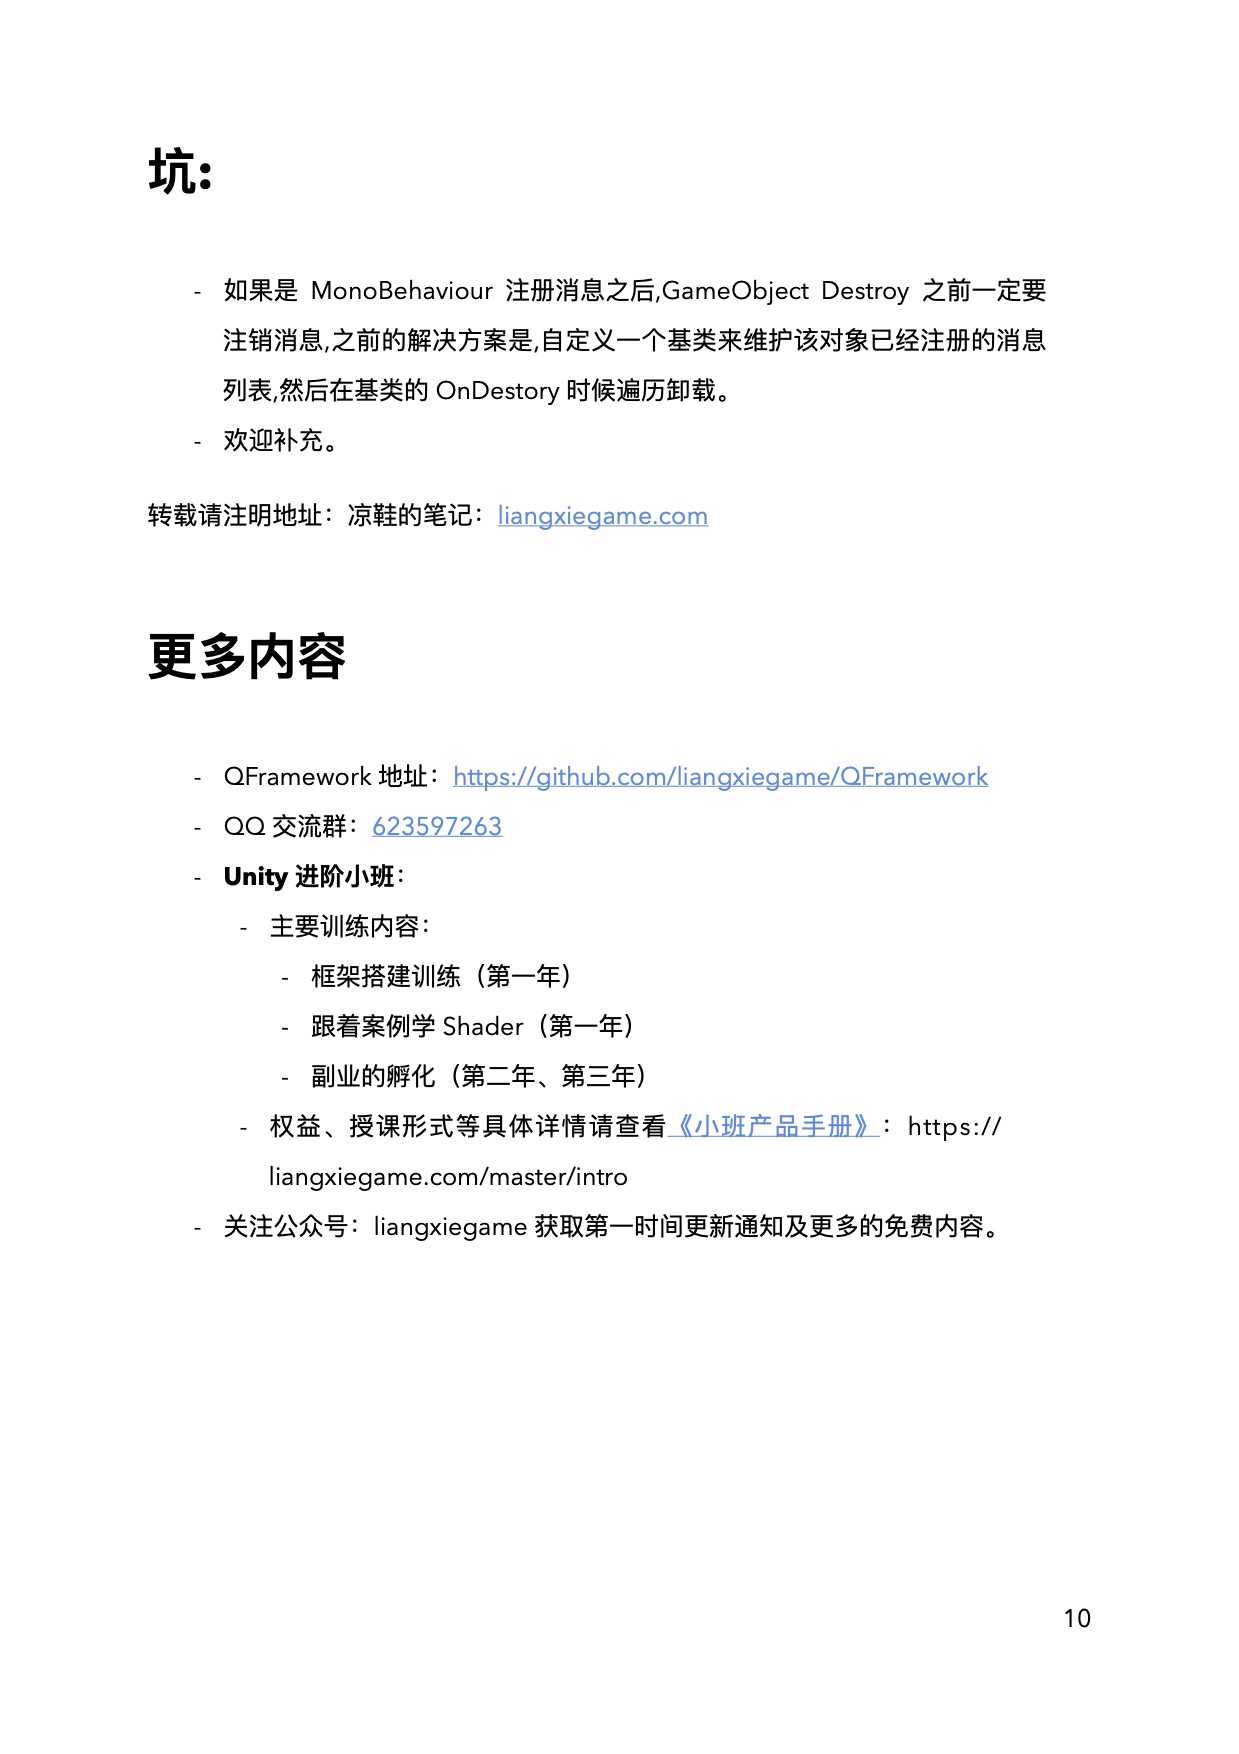 坑:
- 如果是 MonoBehaviour 注册消息之后,GameObject Destroy 之前一定要
注销消息,之前的解决方案是,自定义一个基类来维护该对象已经注册的消息
列表,然后在基类的 OnDestory 时候遍历卸载。
- 欢迎补充。
转载请注明地址：凉鞋的笔记：liangxiegame.com
更多内容
- QFramework 地址：https://github.com/liangxiegame/QFramework
- QQ 交流群：623597263
- Unity 进阶小班：
- 主要训练内容：
- 框架搭建训练（第一年）
- 跟着案例学 Shader（第一年）
- 副业的孵化（第二年、第三年）
- 权益、授课形式等具体详情请查看《小班产品手册》：https://
liangxiegame.com/master/intro
- 关注公众号：liangxiegame 获取第一时间更新通知及更多的免费内容。
10